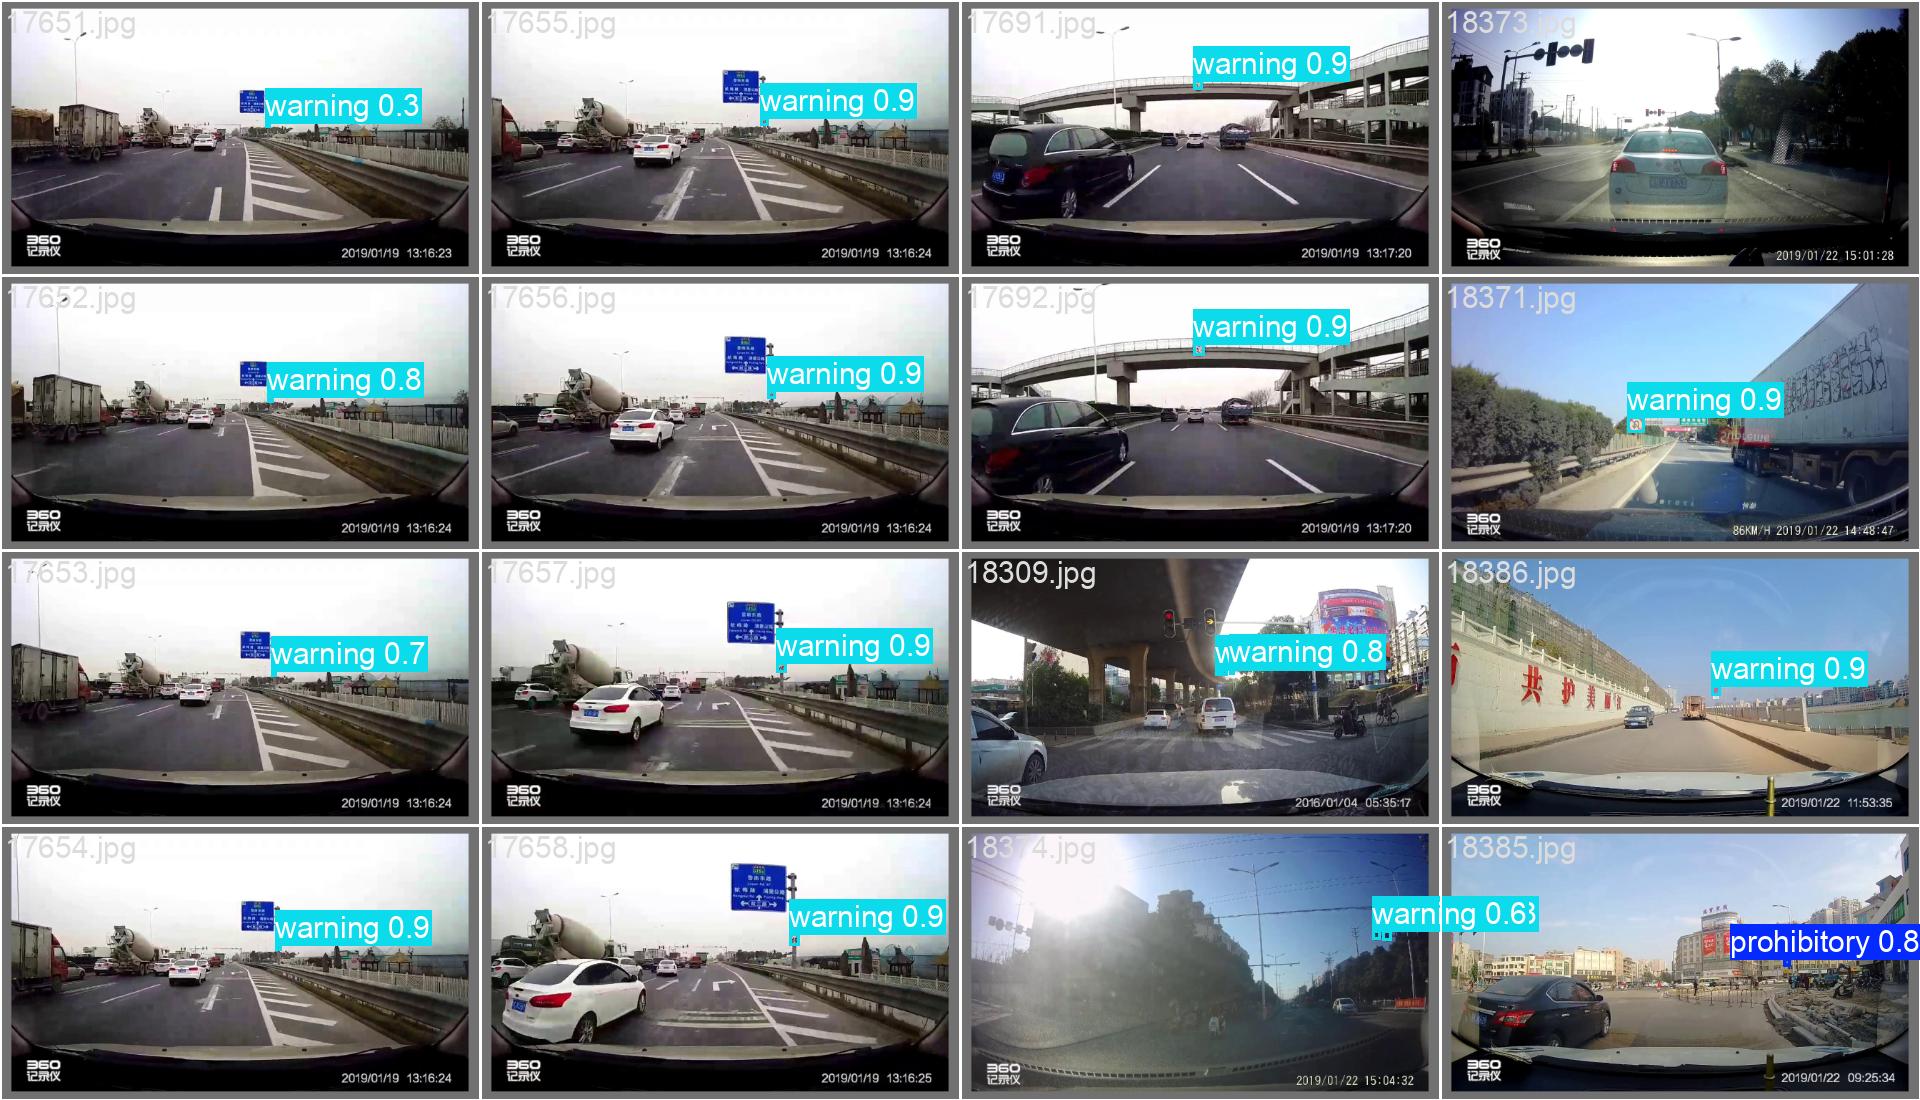 17651.jpg
warning 0.3
360
记录仪
2019/01/19 13:16:23
17655.jpg
warning 0.9
360
记录仪
2019/01/19 13:16:24
17691.jpg
warning 0.9
360
记录仪
2019/01/19 13:17:20
18373.jpg
360
记录仪
2019/01/22 15:01:28
17652.jpg
warning 0.8
360
记录仪
2019/01/19 13:16:24
17656.jpg
warning 0.9
360
记录仪
2019/01/19 13:16:24
17692.jpg
warning 0.9
360
记录仪
2019/01/19 13:17:20
18371.jpg
warning 0.9
360
记录仪
86KM/H 2019/01/22 14:48:47
17653.jpg
warning 0.7
360
记录仪
2019/01/19 13:16:24
17657.jpg
warning 0.9
360
记录仪
2019/01/19 13:16:24
18309.jpg
warning 0.8
360
记录仪
2016/01/04 05:35:17
18386.jpg
warning 0.9
共护美
360
记录仪
2019/01/22 11:53:35
17654.jpg
warning 0.9
360
记录仪
2019/01/19 13:16:24
17658.jpg
warning 0.9
360
记录仪
2019/01/19 13:16:25
18374.jpg
warning 0.6
360
记录仪
2019/01/22 15:04:32
18385.jpg
prohibitory 0.8
360
记录仪
2019/01/22 09:25:34